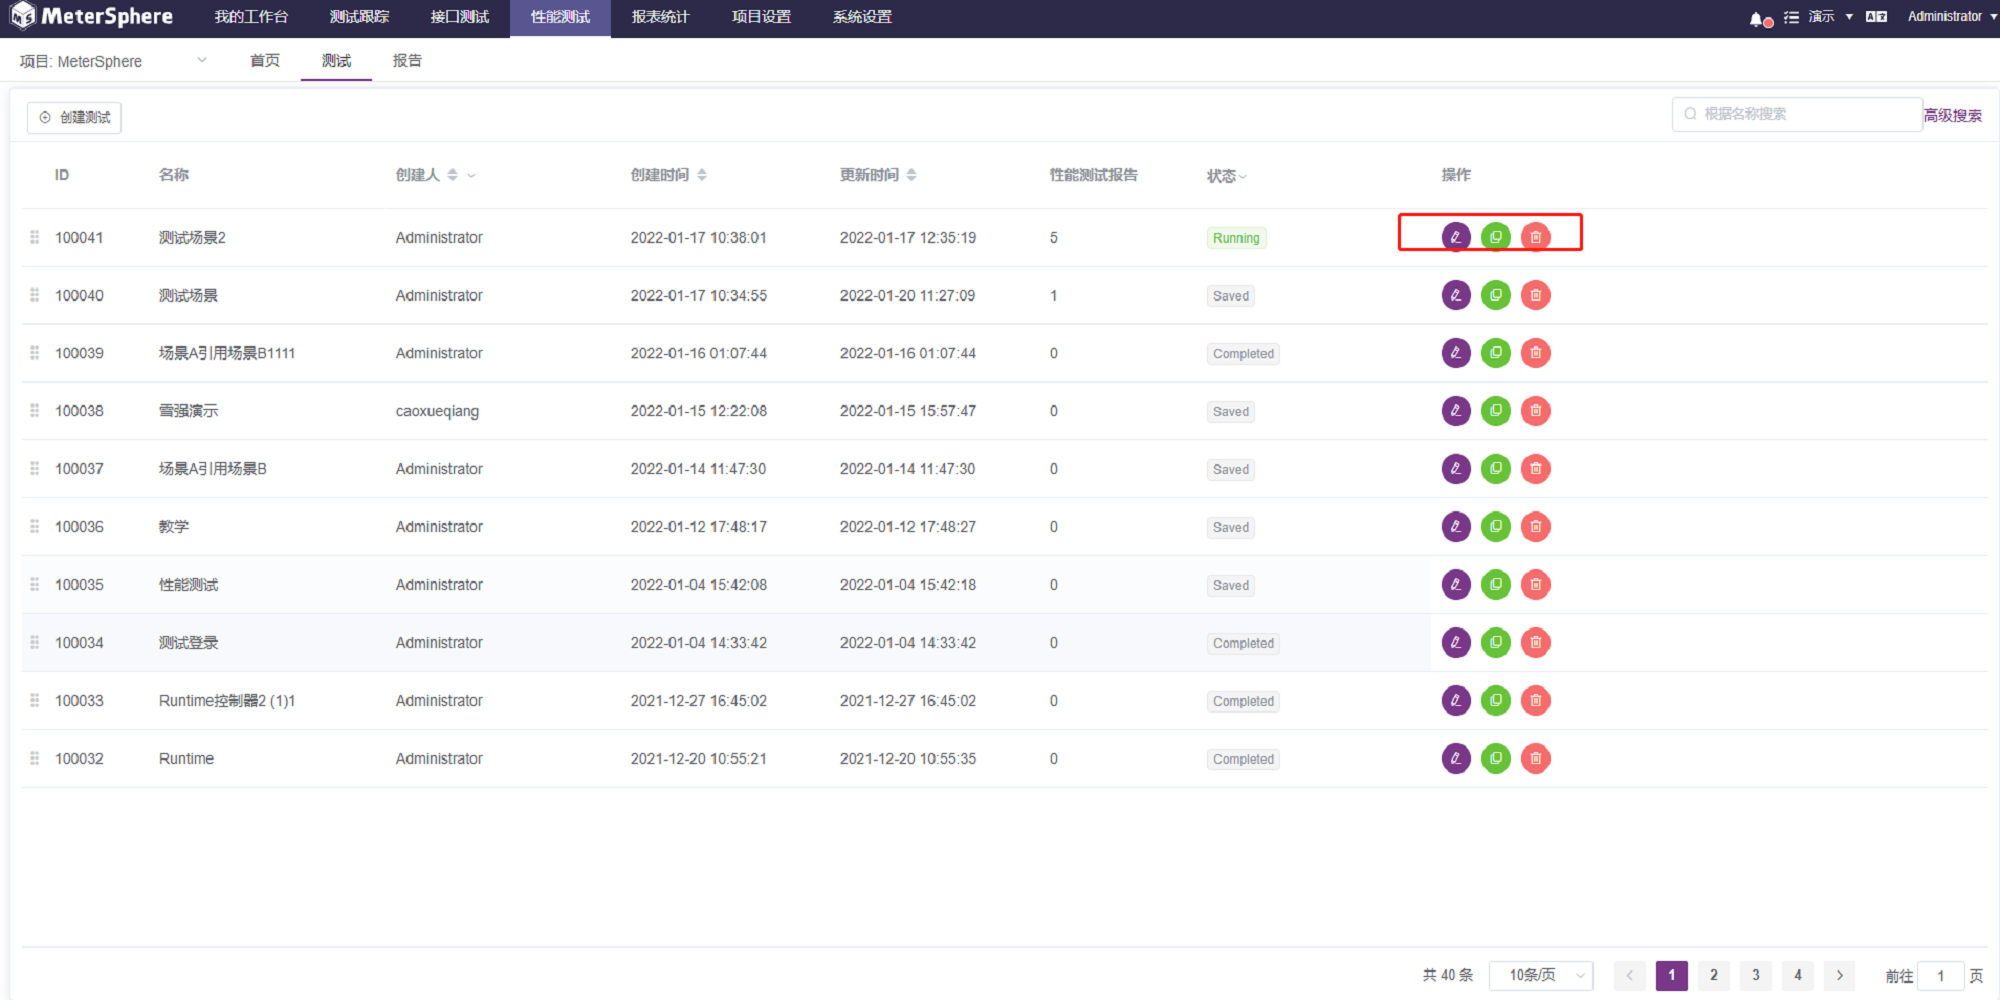 MeterSphere 我的工作台 测试跟踪 接口测试 性能测试 报表统计 项目设置 系统设置 演示 Administrator
项目: MeterSphere 首页 测试 报告
创建测试 根据名称搜索 高级搜索
ID 名称 创建人 创建时间 更新时间 性能测试报告 状态 操作
100041 测试场景2 Administrator 2022-01-17 10:38:01 2022-01-17 12:35:19 5 Running
100040 测试场景 Administrator 2022-01-17 10:34:55 2022-01-20 11:27:09 1 Saved
100039 场景A引用场景B1111 Administrator 2022-01-16 01:07:44 2022-01-16 01:07:44 0 Completed
100038 雪强演示 caoxueqiang 2022-01-15 12:22:08 2022-01-15 15:57:47 0 Saved
100037 场景A引用场景B Administrator 2022-01-14 11:47:30 2022-01-14 11:47:30 0 Saved
100036 教学 Administrator 2022-01-12 17:48:17 2022-01-12 17:48:27 0 Saved
100035 性能测试 Administrator 2022-01-04 15:42:08 2022-01-04 15:42:18 0 Saved
100034 测试登录 Administrator 2022-01-04 14:33:42 2022-01-04 14:33:42 0 Completed
100033 Runtime控制器2 (1)1 Administrator 2021-12-27 16:45:02 2021-12-27 16:45:02 0 Completed
100032 Runtime Administrator 2021-12-20 10:55:21 2021-12-20 10:55:35 0 Completed
共 40 条 10条/页 1 2 3 4 前往 1 页